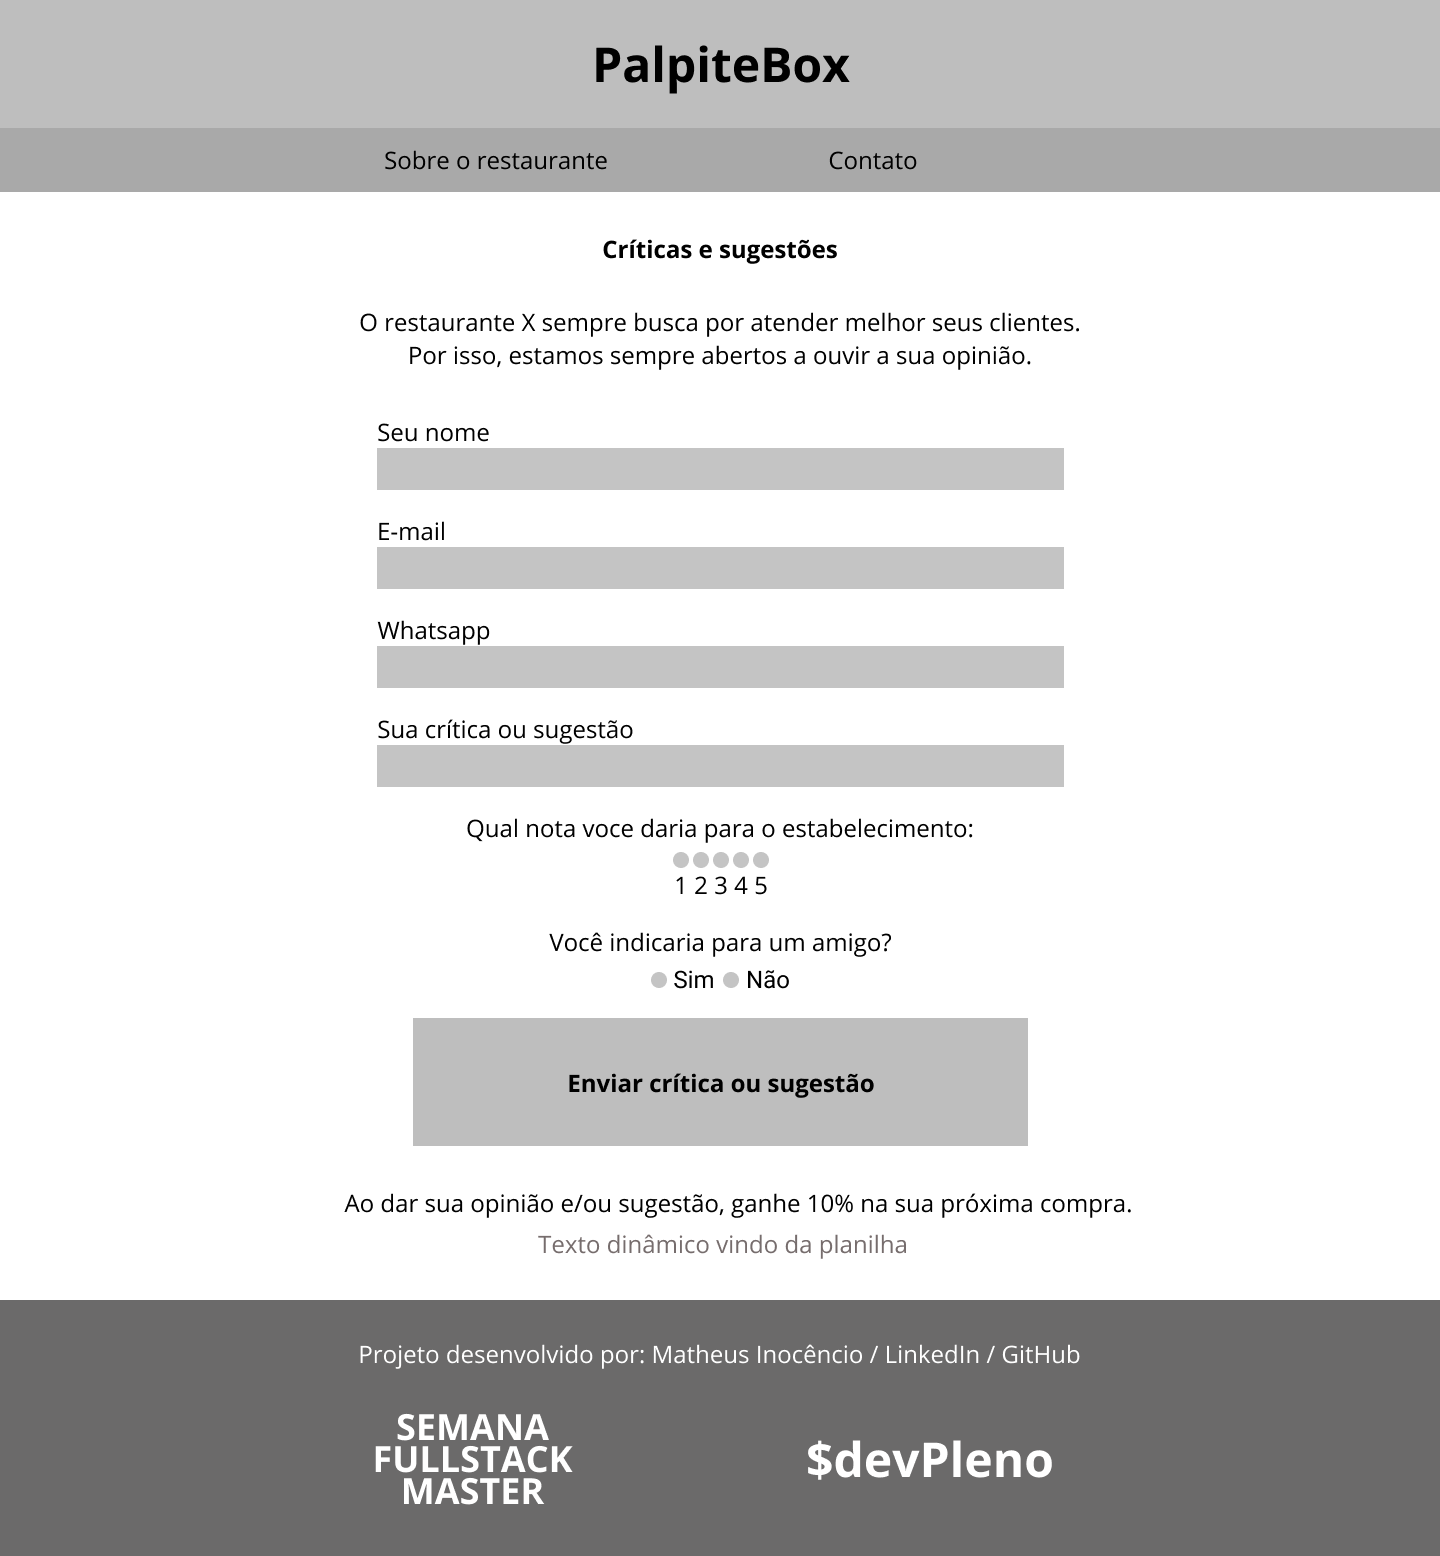 PalpiteBox
Sobre o restaurante Contato
Críticas e sugestões
O restaurante X sempre busca por atender melhor seus clientes.
Por isso, estamos sempre abertos a ouvir a sua opinião.
Seu nome
E-mail
Whatsapp
Sua crítica ou sugestão
Qual nota voce daria para o estabelecimento:
1 2 3 4 5
Você indicaria para um amigo?
Sim Não
Enviar crítica ou sugestão
Ao dar sua opinião e/ou sugestão, ganhe 10% na sua próxima compra.
Texto dinâmico vindo da planilha
Projeto desenvolvido por: Matheus Inocêncio / LinkedIn / GitHub
SEMANA
FULLSTACK
MASTER
$devPleno